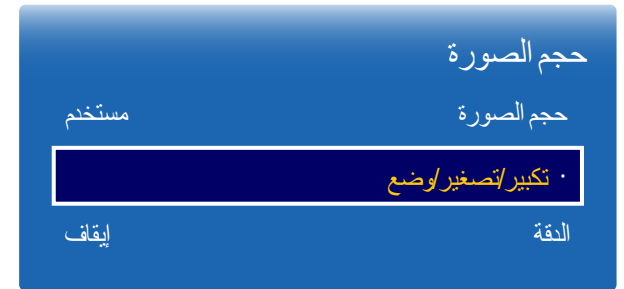 حجم الصورة
حجم الصورة مستخدم
· تكبير/تصغير/وضع
الدقة إيقاف